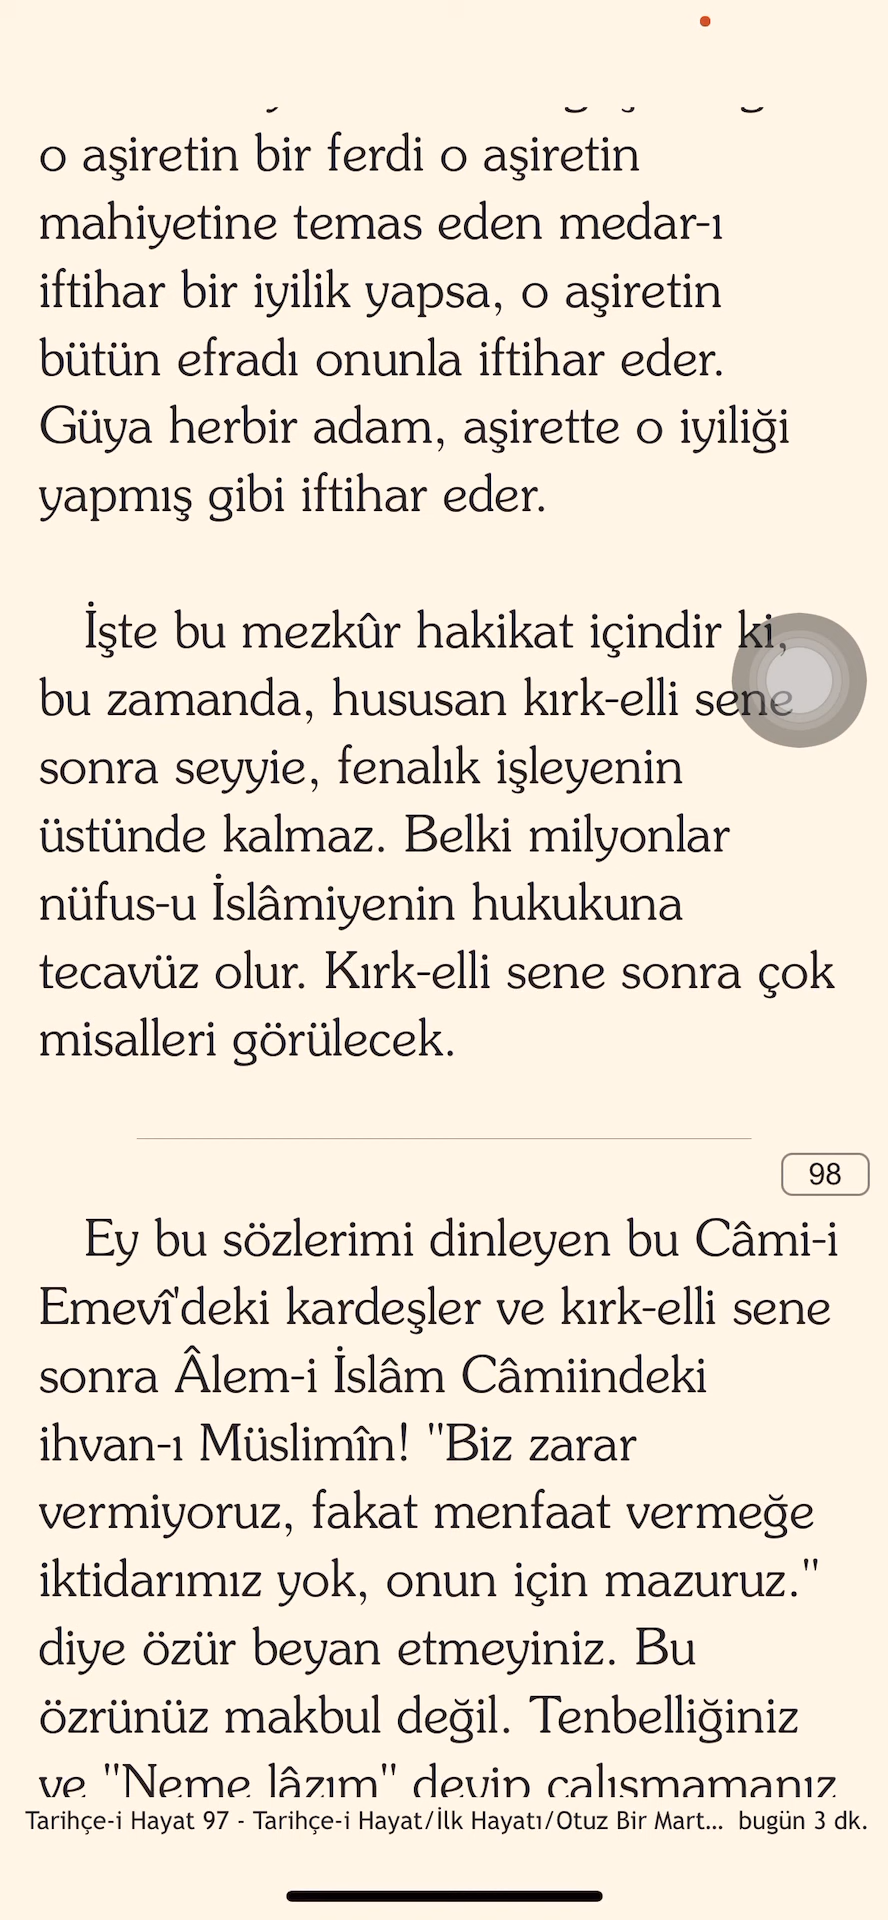 o aşiretin bir ferdi o aşiretin
mahiyetine temas eden medar-ı
iftihar bir iyilik yapsa, o aşiretin
bütün efradı onunla iftihar eder.
Güya herbir adam, aşirette o iyiliği
yapmış gibi iftihar eder.
İşte bu mezkûr hakikat içindir ki,
bu zamanda, hususan kırk-elli sene
sonra seyyie, fenalık işleyenin
üstünde kalmaz. Belki milyonlar
nüfus-u İslâmiyenin hukukuna
tecavüz olur. Kırk-elli sene sonra çok
misalleri görülecek.
98
Ey bu sözlerimi dinleyen bu Câmi-i
Emevî'deki kardeşler ve kırk-elli sene
sonra Âlem-i İslâm Câmiindeki
ihvan-ı Müslimîn! "Biz zarar
vermiyoruz, fakat menfaat vermeğe
iktidarımız yok, onun için mazuruz."
diye özür beyan etmeyiniz. Bu
özrünüz makbul değil. Tenbelliğiniz
ve "Neme lâzım" deyip çalışmamanız
Tarihçe-i Hayat 97 - Tarihçe-i Hayat/İlk Hayatı/Otuz Bir Mart... bugün 3 dk.